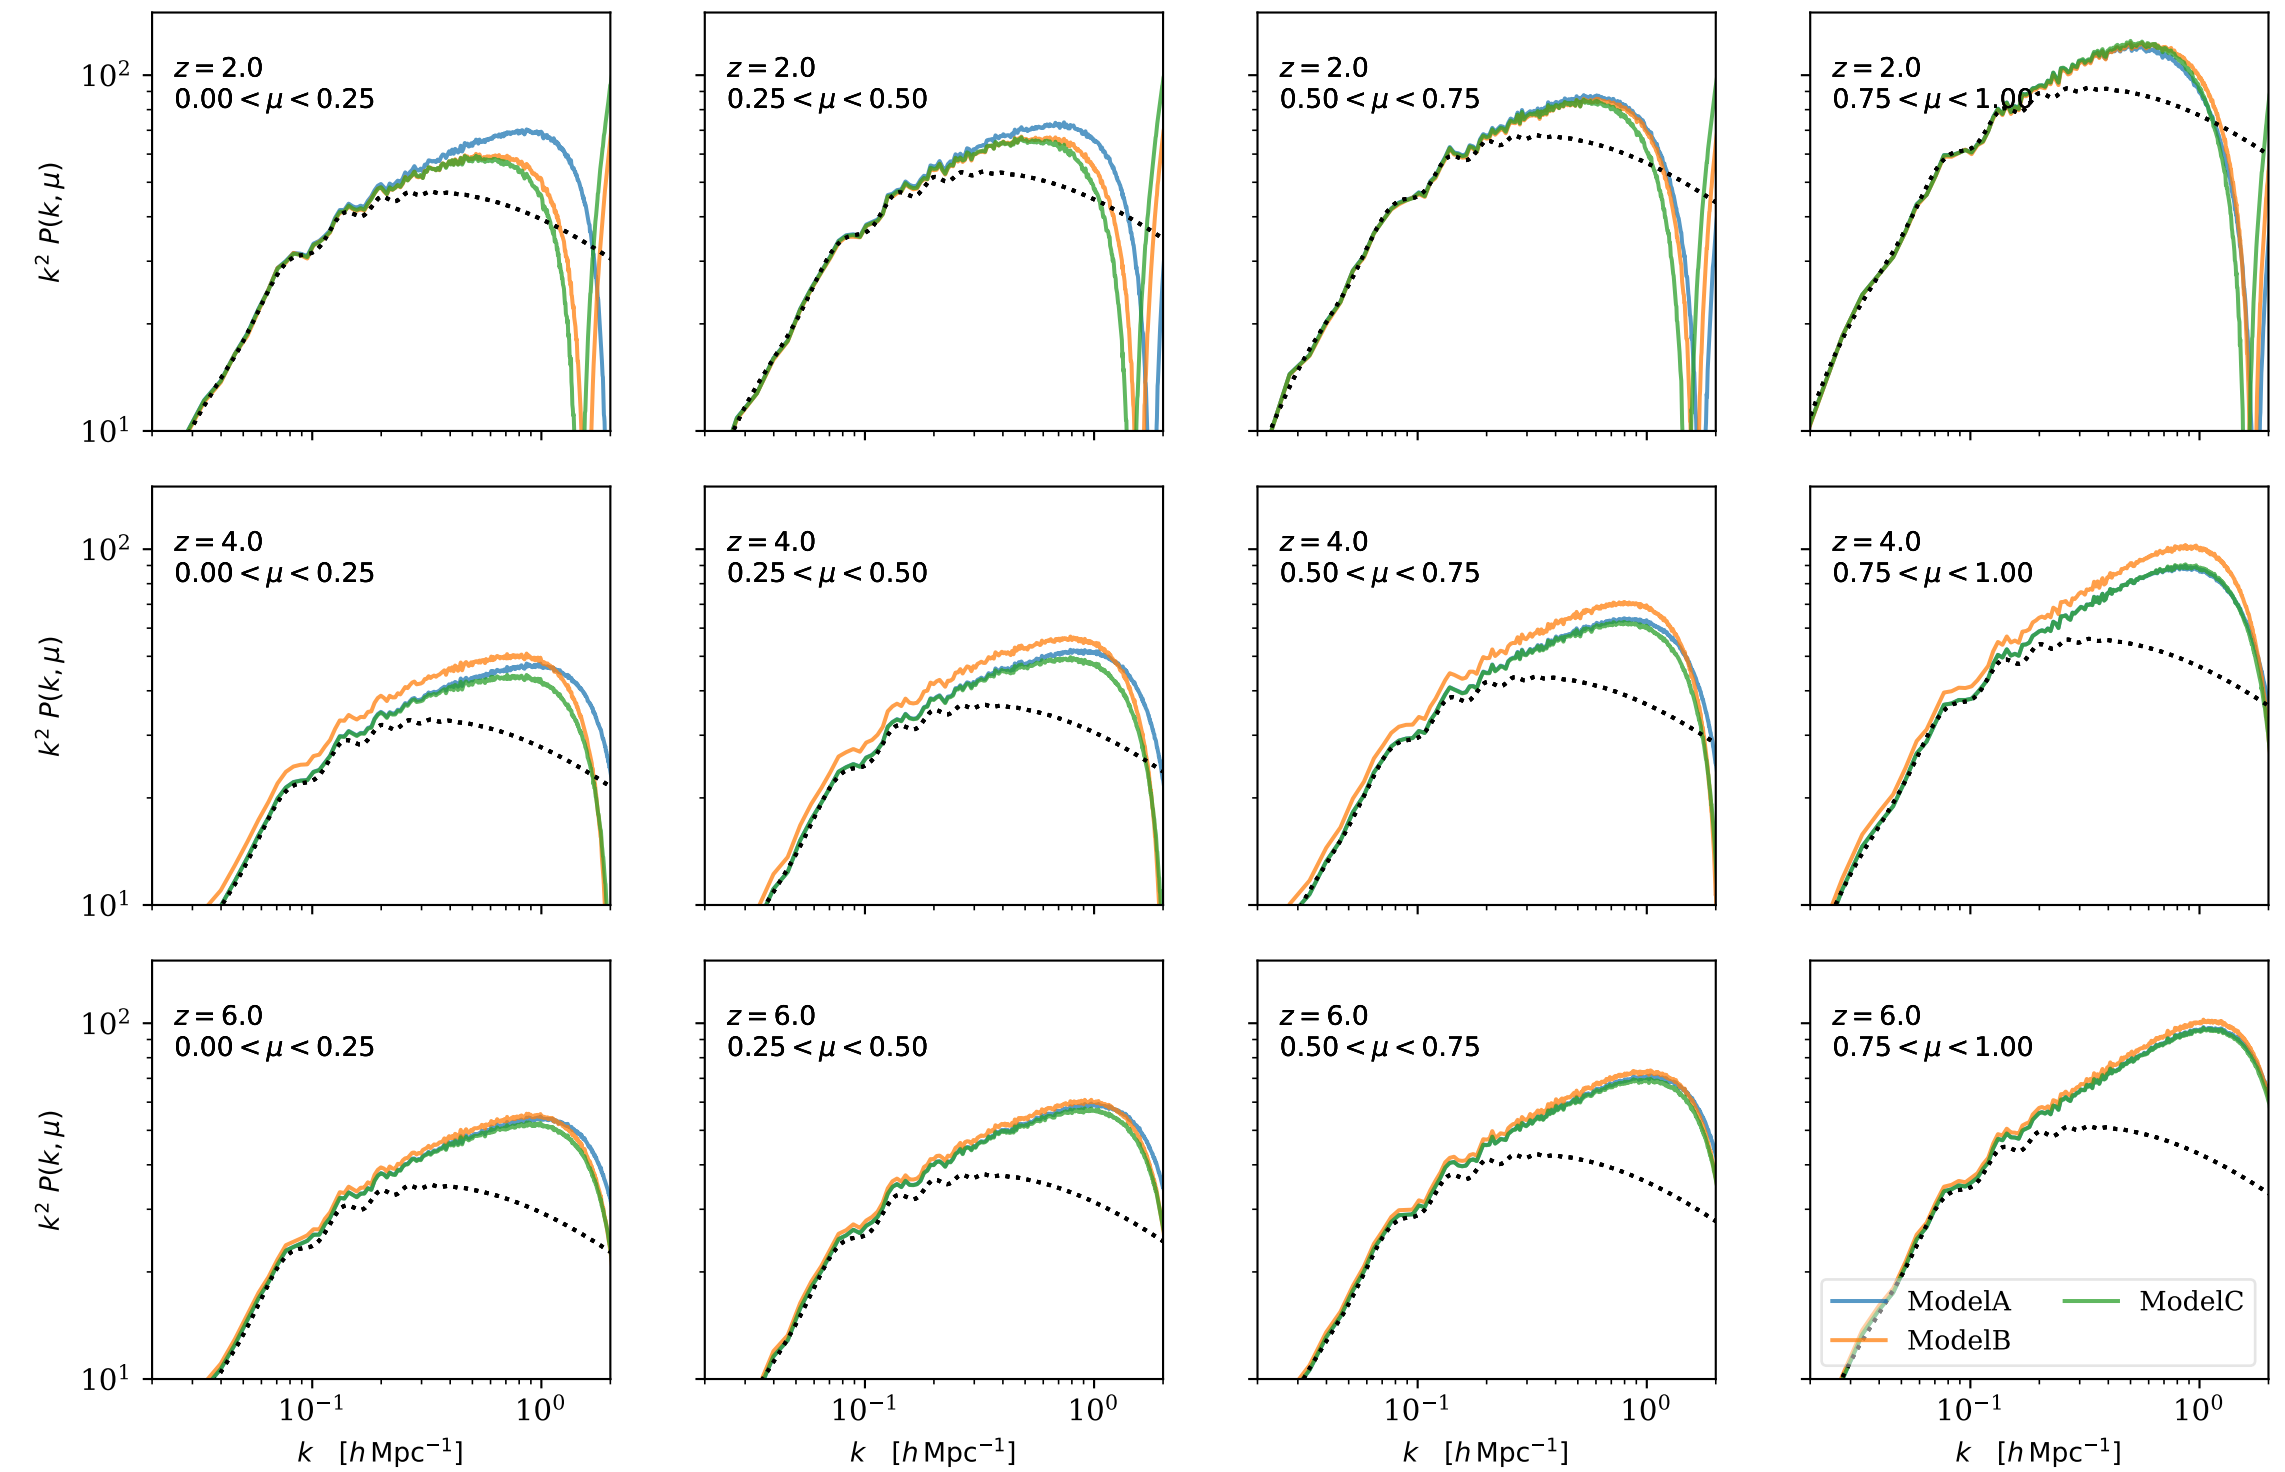 10²
10¹
k² P(k, μ)
z = 2.0
0.00 < μ < 0.25
z = 2.0
0.25 < μ < 0.50
z = 2.0
0.50 < μ < 0.75
z = 2.0
0.75 < μ < 1.00
10²
10¹
k² P(k, μ)
z = 4.0
0.00 < μ < 0.25
z = 4.0
0.25 < μ < 0.50
z = 4.0
0.50 < μ < 0.75
z = 4.0
0.75 < μ < 1.00
10²
10¹
k² P(k, μ)
z = 6.0
0.00 < μ < 0.25
z = 6.0
0.25 < μ < 0.50
z = 6.0
0.50 < μ < 0.75
z = 6.0
0.75 < μ < 1.00
ModelA
ModelB
ModelC
10⁻¹ 10⁰
k [h Mpc⁻¹]
10⁻¹ 10⁰
k [h Mpc⁻¹]
10⁻¹ 10⁰
k [h Mpc⁻¹]
10⁻¹ 10⁰
k [h Mpc⁻¹]